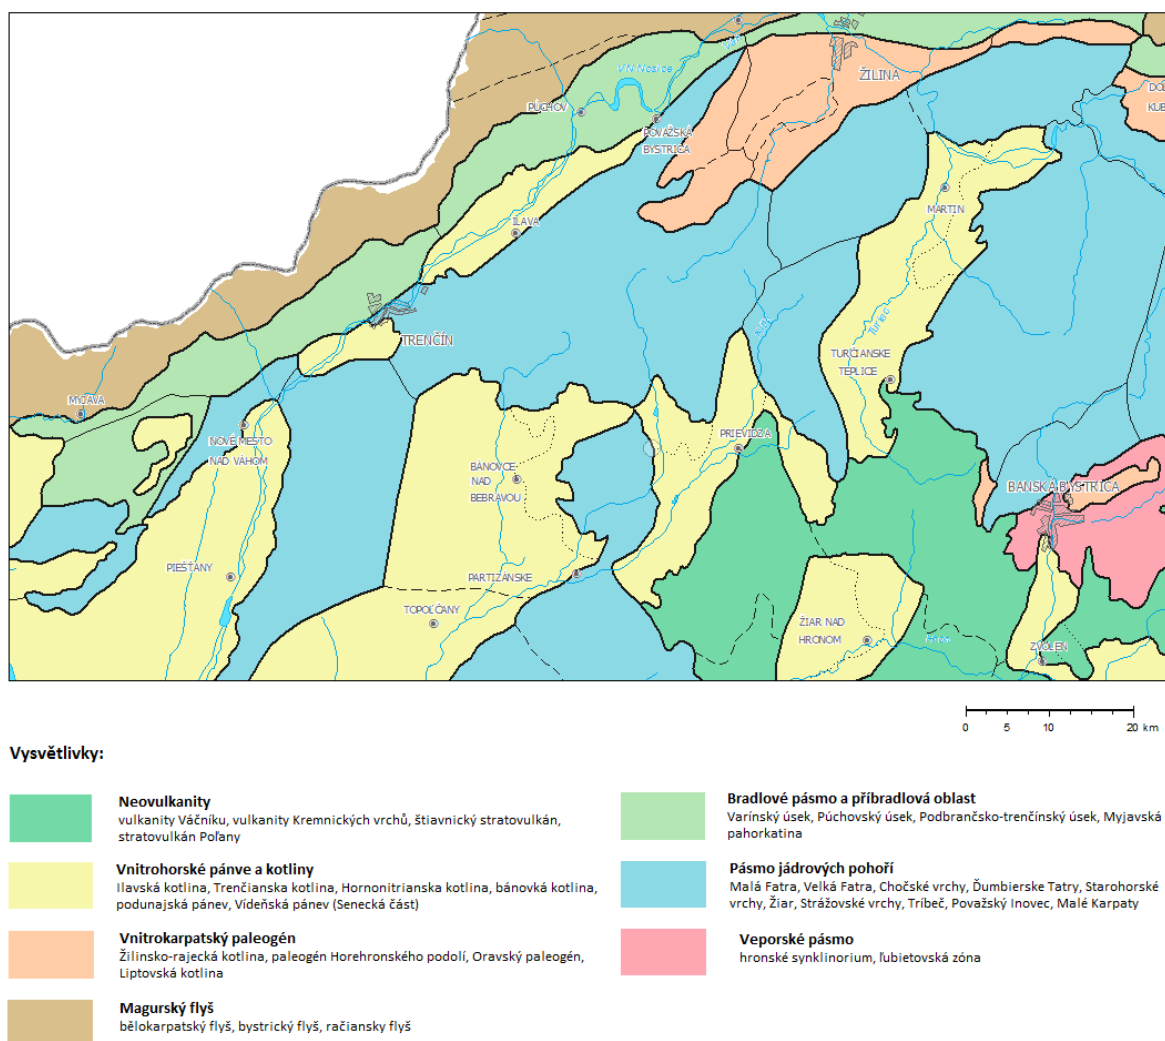 VN Nosice
Váh
ŽILINA
PÚCHOV
POVAŽSKÁ
BYSTRICA
DOL
KUB
ILAVA
MARTIN
Turiec
TRENČÍN
TURČIANSKE
TEPLICE
MYJAVA
NOVÉ MESTO
NAD VÁHOM
PRIEVIDZA
BÁNOVCE
NAD
BEBRAVOU
BANSKÁ BYSTRICA
PIEŠŤANY
PARTIZÁNSKE
TOPOĽČANY
ŽIAR NAD
HRONOM
Hron
ZVOLEN
0 5 10 20 km
Vysvětlivky:
Neovulkanity
vulkanity Váčníku, vulkanity Kremnických vrchů, štiavnický stratovulkán,
stratovulkán Poľany
Vnitrohorské pánve a kotliny
Ilavská kotlina, Trenčianska kotlina, Hornonitrianska kotlina, bánovká kotlina,
podunajská pánev, Vídeňská pánev (Senecká část)
Vnitrokarpatský paleogén
Žilinsko-rajecká kotlina, paleogén Horehronského podolí, Oravský paleogén,
Liptovská kotlina
Magurský flyš
bělokarpatský flyš, bystrický flyš, račiansky flyš
Bradlové pásmo a příbradlová oblast
Varínský úsek, Púchovský úsek, Podbrančsko-trenčínský úsek, Myjavská
pahorkatina
Pásmo jádrových pohoří
Malá Fatra, Velká Fatra, Chočské vrchy, Ďumbierske Tatry, Starohorské
vrchy, Žiar, Strážovské vrchy, Tríbeč, Považský Inovec, Malé Karpaty
Veporské pásmo
hronské synklinorium, ľubietovská zóna